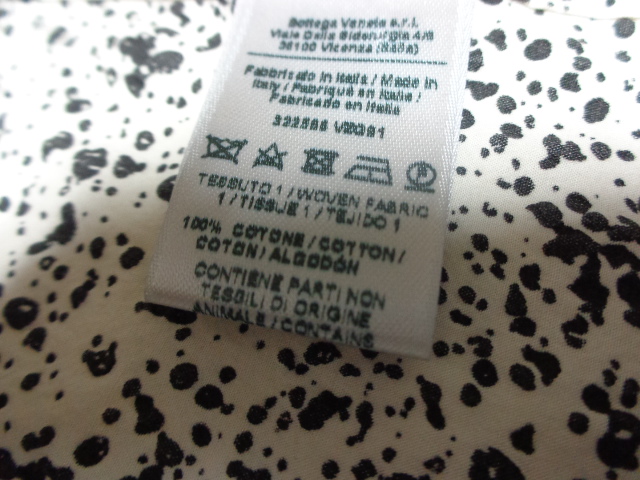 Bottega Veneta s.r.l.
Viale Della Siderurgia
36100 Vicenza (Italia)
Fabbricato in Italia / Made in
Italy / Fabriqué en Italie /
Fabricado en Italia
TESSUTO 1 / WOVEN FABRIC
1 / TISSUE 1 / TEJIDO 1
100% COTONE / COTTON /
COTON / ALGODÓN
CONTIENE PARTI NON
TESSILI DI ORIGINE
ANIMALE / CONTAINS